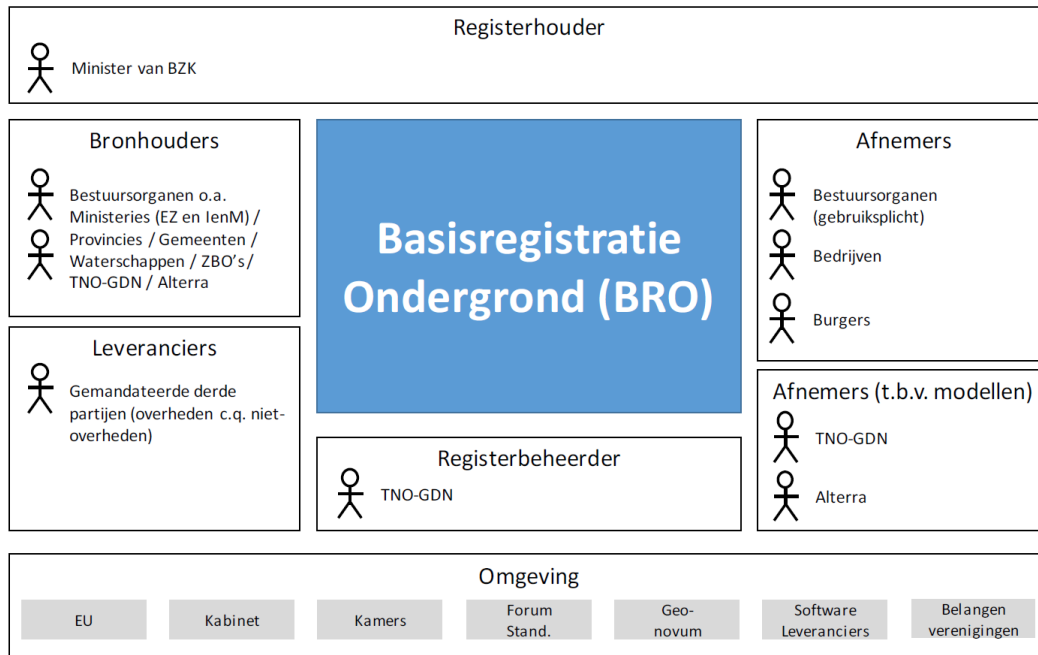 Registerhouder
Minister van BZK
Bronhouders
Bestuursorganen o.a.
Ministeries (EZ en IenM) /
Provincies / Gemeenten /
Waterschappen / ZBO's /
TNO-GDN / Alterra
Leveranciers
Gemandateerde derde
partijen (overheden c.q. niet-
overheden)
Basisregistratie
Ondergrond (BRO)
Registerbeheerder
TNO-GDN
Afnemers
Bestuursorganen
(gebruiksplicht)
Bedrijven
Burgers
Afnemers (t.b.v. modellen)
TNO-GDN
Alterra
Omgeving
EU
Kabinet
Kamers
Forum
Stand.
Geo-
novum
Software
Leveranciers
Belangen
verenigingen